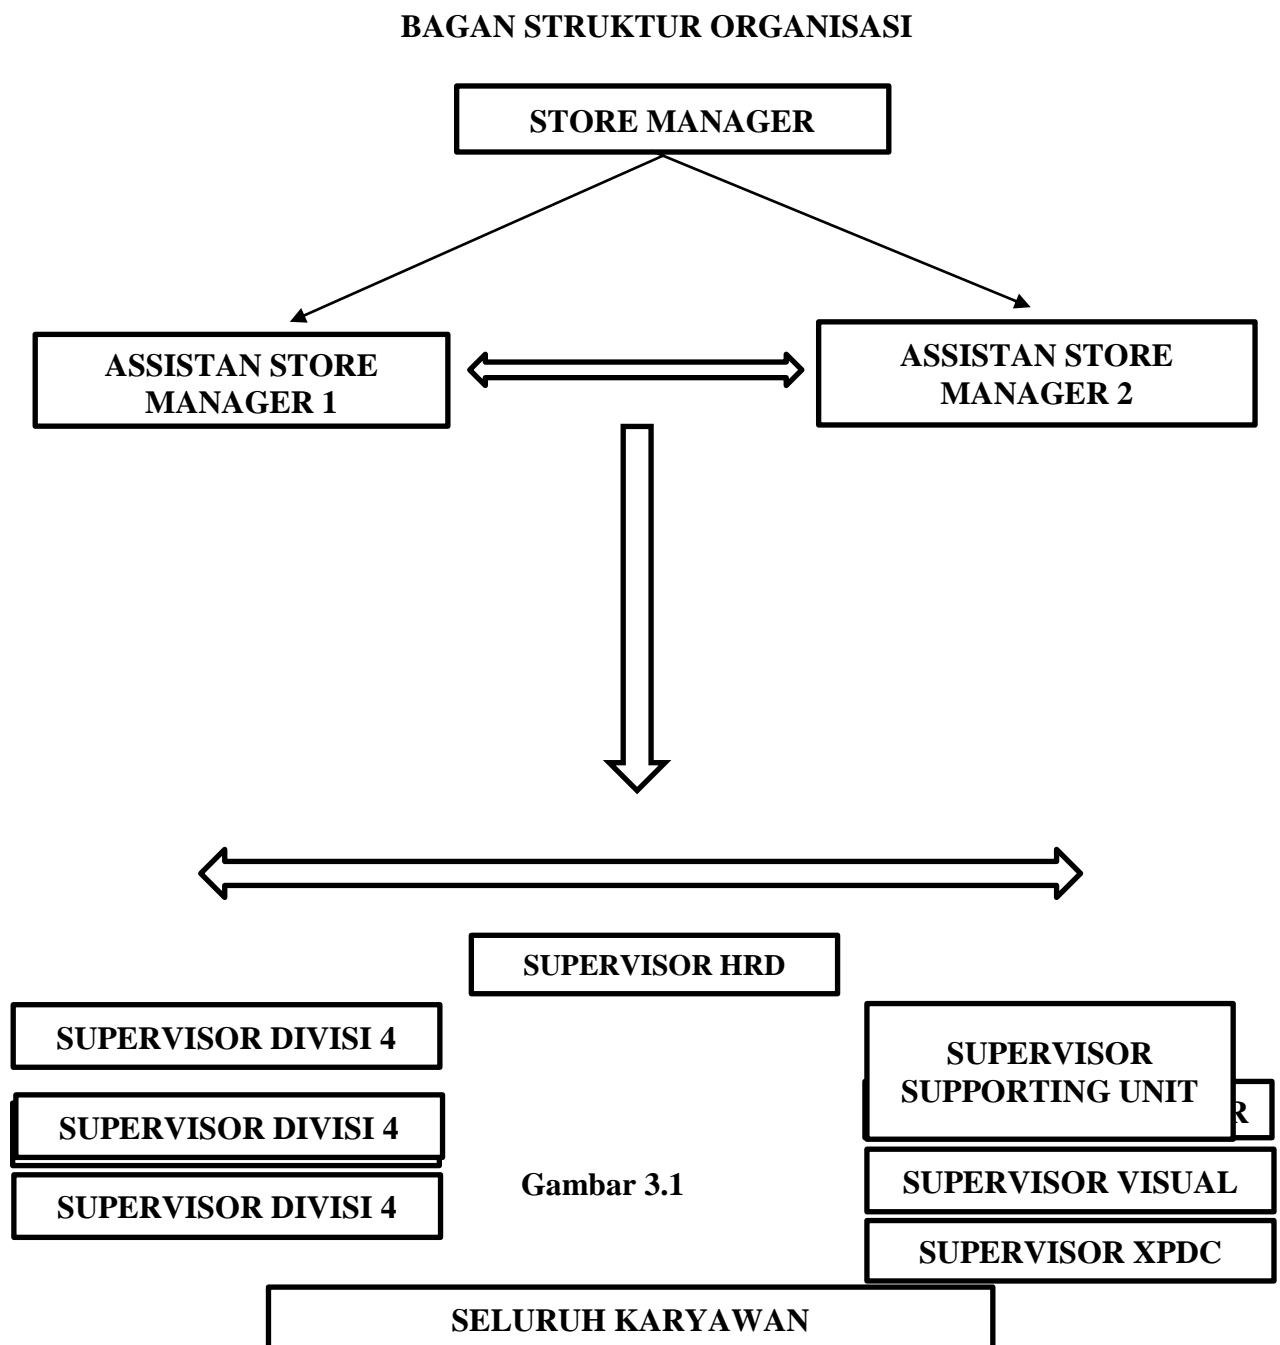 BAGAN STRUKTUR ORGANISASI
STORE MANAGER
ASSISTAN STORE
MANAGER 1
ASSISTAN STORE
MANAGER 2
SUPERVISOR HRD
SUPERVISOR DIVISI 4
SUPERVISOR DIVISI 4
SUPERVISOR DIVISI 4
Gambar 3.1
SUPERVISOR
SUPPORTING UNIT
SUPERVISOR VISUAL
SUPERVISOR XPDC
SELURUH KARYAWAN